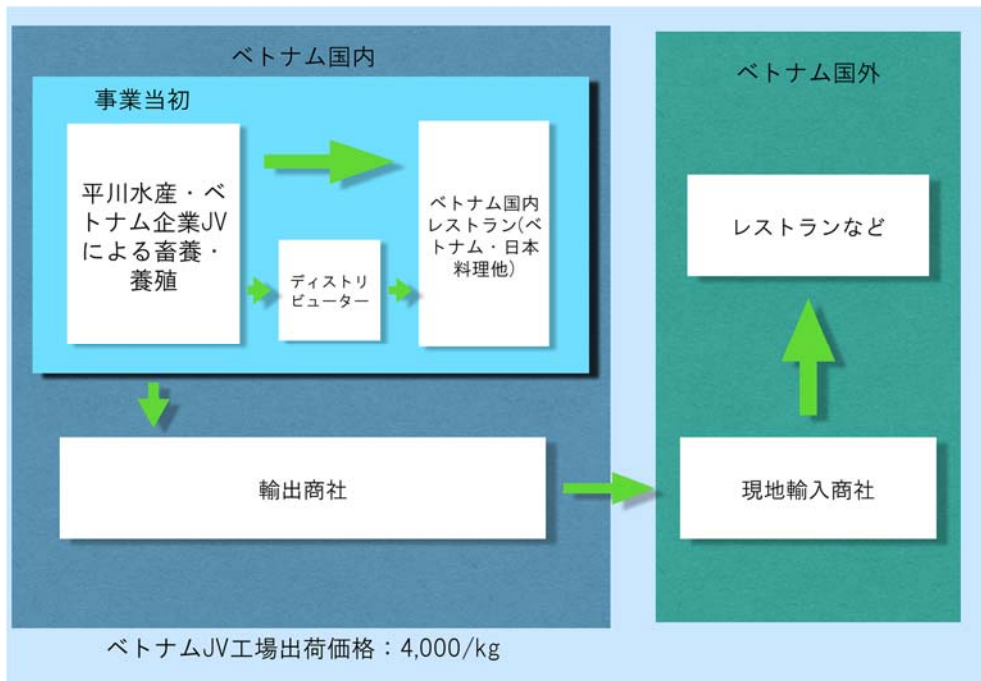 ベトナム国内
事業当初
平川水産・ベ
トナム企業JV
による畜養・
養殖
ディストリ
ビューター
ベトナム国内
レストラン(ベ
トナム・日本
料理他)
輸出商社
ベトナムJV工場出荷価格：4,000/kg
ベトナム国外
レストランなど
現地輸入商社